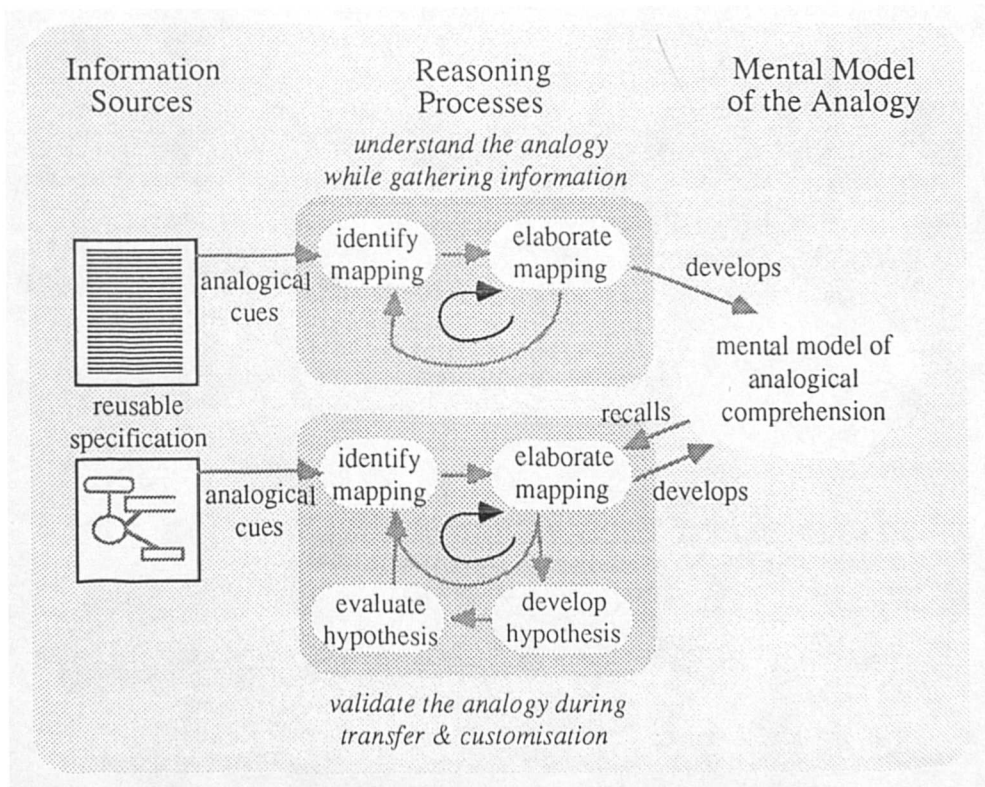 Information
Sources
Reasoning
Processes
Mental Model
of the Analogy
understand the analogy
while gathering information
identify
mapping
elaborate
mapping
analogical
cues
develops
mental model of
analogical
comprehension
reusable
specification
recalls
identify
mapping
elaborate
mapping
analogical
cues
develops
evaluate
hypothesis
develop
hypothesis
validate the analogy during
transfer & customisation